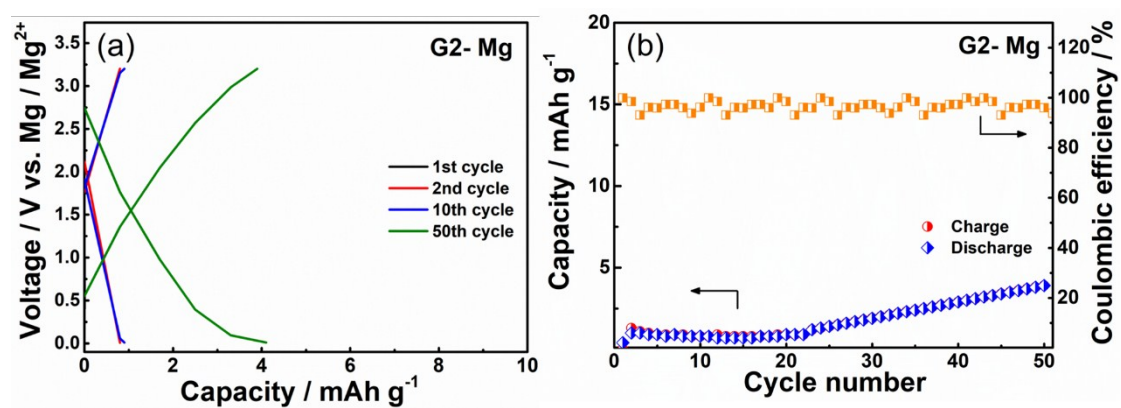 (a)
G2- Mg
Voltage / V vs. Mg / Mg2+
3.5
3.0
2.5
2.0
1.5
1.0
0.5
0.0
1st cycle
2nd cycle
10th cycle
50th cycle
0 2 4 6 8 10
Capacity / mAh g-1
(b)
G2- Mg
Capacity / mAh g-1
20
15
10
5
120
100
80
60
40
20
Coulombic efficiency / %
Charge
Discharge
0 10 20 30 40 50
Cycle number